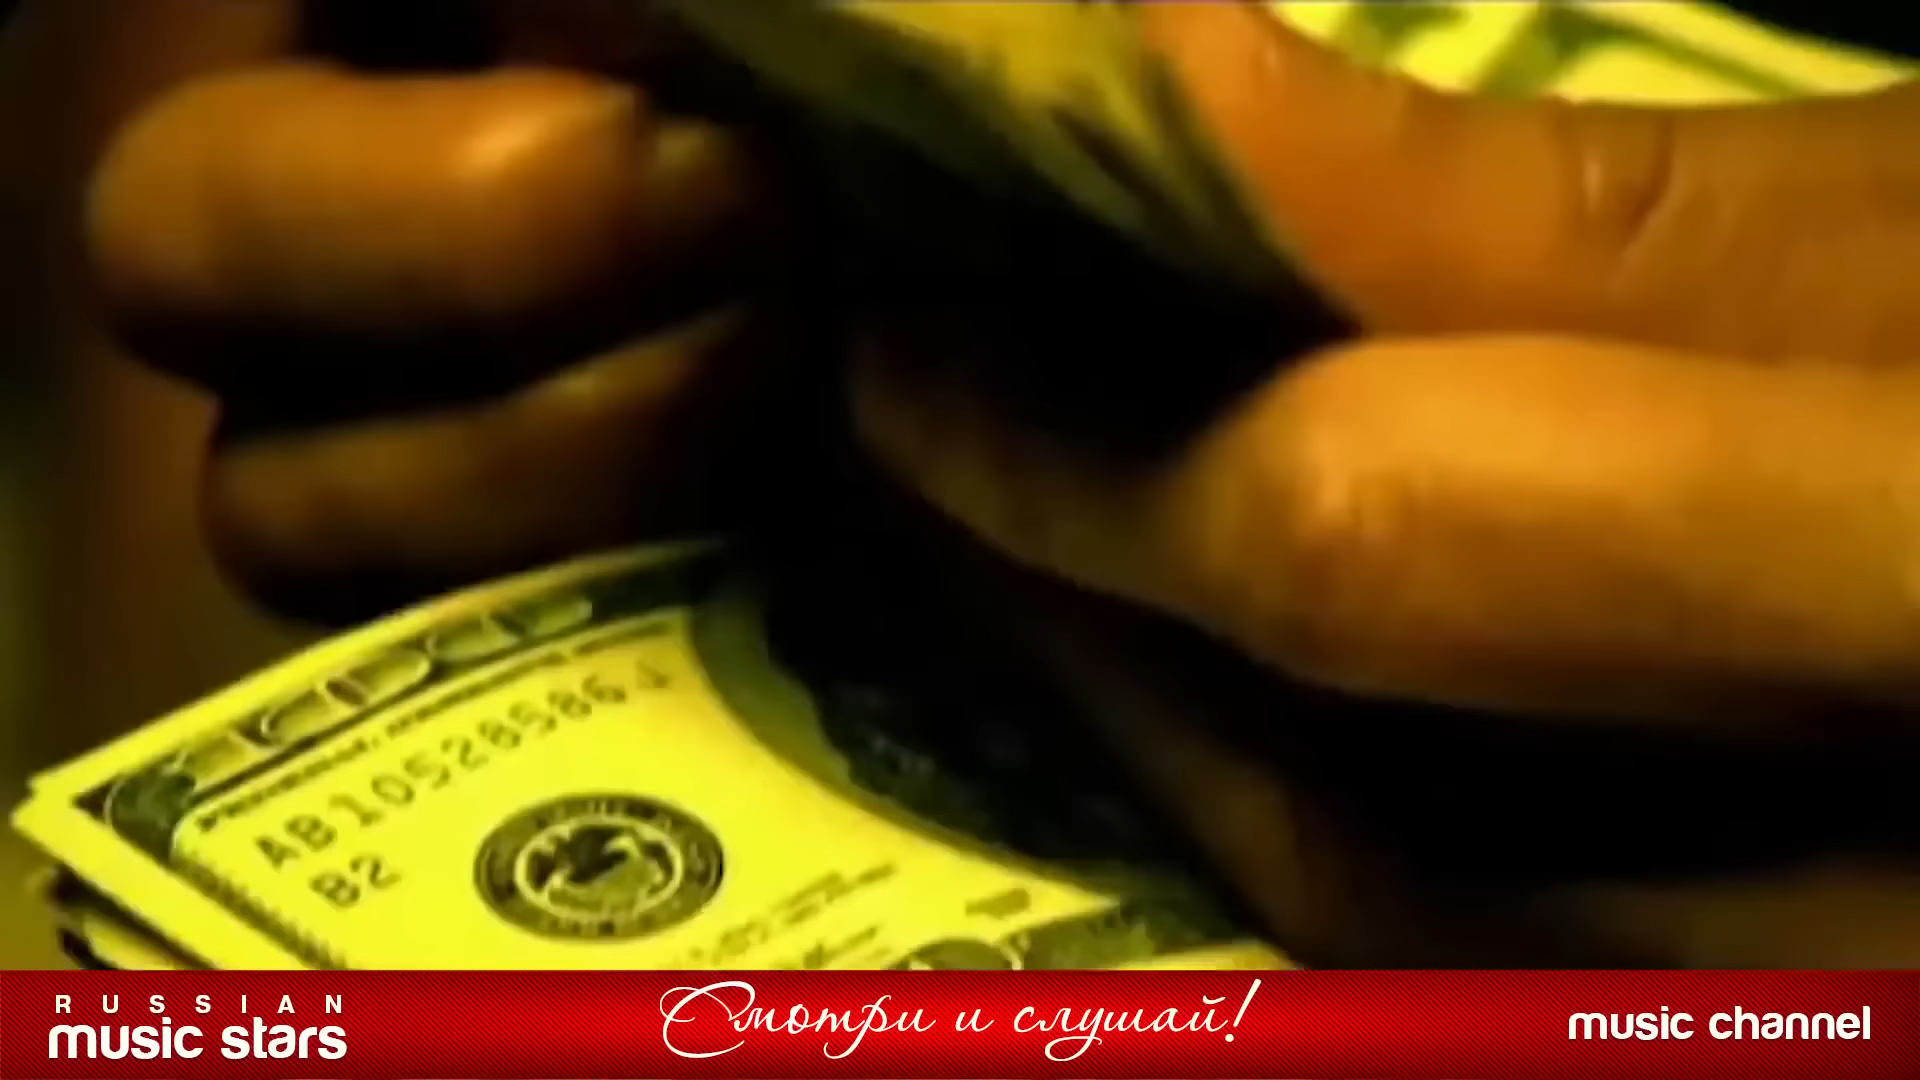 AB10528586
B2
RUSSIAN
music stars
Смотри и слушай!
music channel